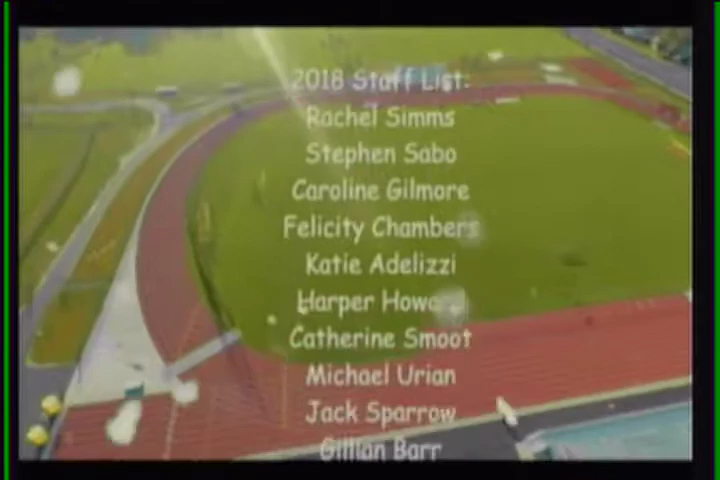 2018 Staff List:
Rachel Simms
Stephen Sabo
Caroline Gilmore
Felicity Chambers
Katie Adelizzi
Harper Howard
Catherine Smoot
Michael Urian
Jack Sparrow
Gillian Barr